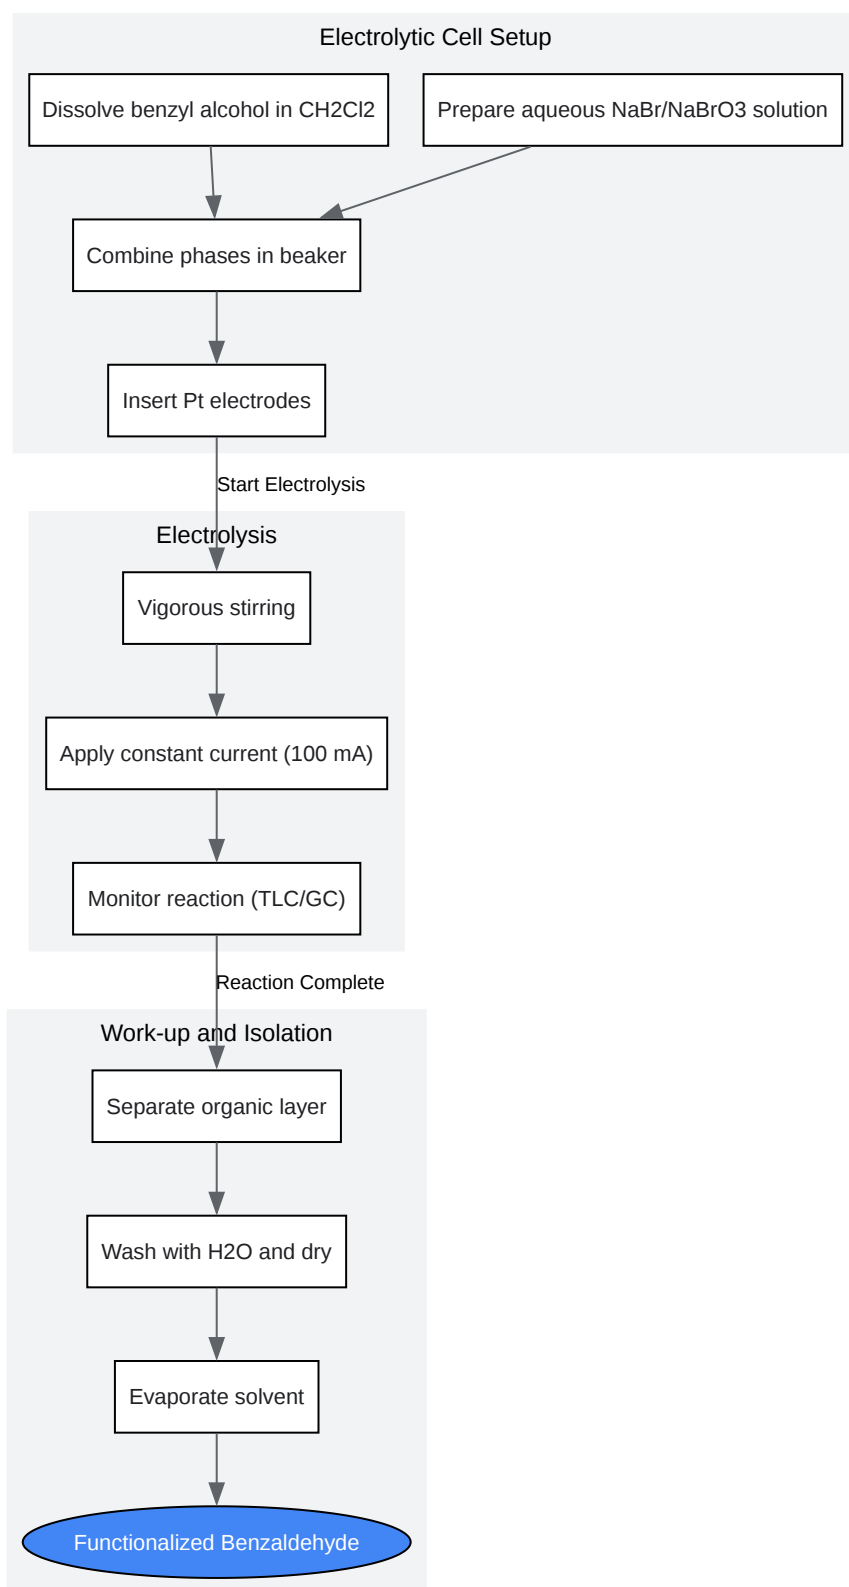 Electrolytic Cell Setup
Dissolve benzyl alcohol in CH2Cl2
Prepare aqueous NaBr/NaBrO3 solution
Combine phases in beaker
Insert Pt electrodes
Start Electrolysis
Electrolysis
Vigorous stirring
Apply constant current (100 mA)
Monitor reaction (TLC/GC)
Reaction Complete
Work-up and Isolation
Separate organic layer
Wash with H2O and dry
Evaporate solvent
Functionalized Benzaldehyde